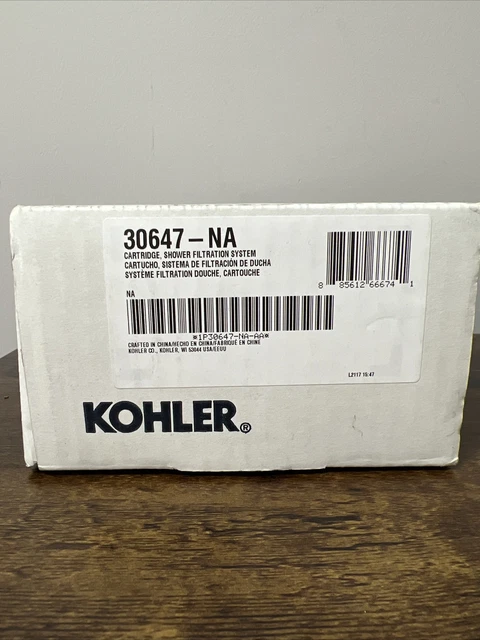 30647-NA
CARTRIDGE, SHOWER FILTRATION SYSTEM
CARTUCHO, SISTEMA DE FILTRACIÓN DE DUCHA
SYSTÈME FILTRATION DOUCHE, CARTOUCHE
8 85612 66674 1
NA
*1P30647-NA-AA*
CRAFTED IN CHINA/HECHO EN CHINA/FABRIQUÉ EN CHINE
KOHLER CO., KOHLER, WI 53044 USA/EEUU
L2117 15:47
KOHLER®